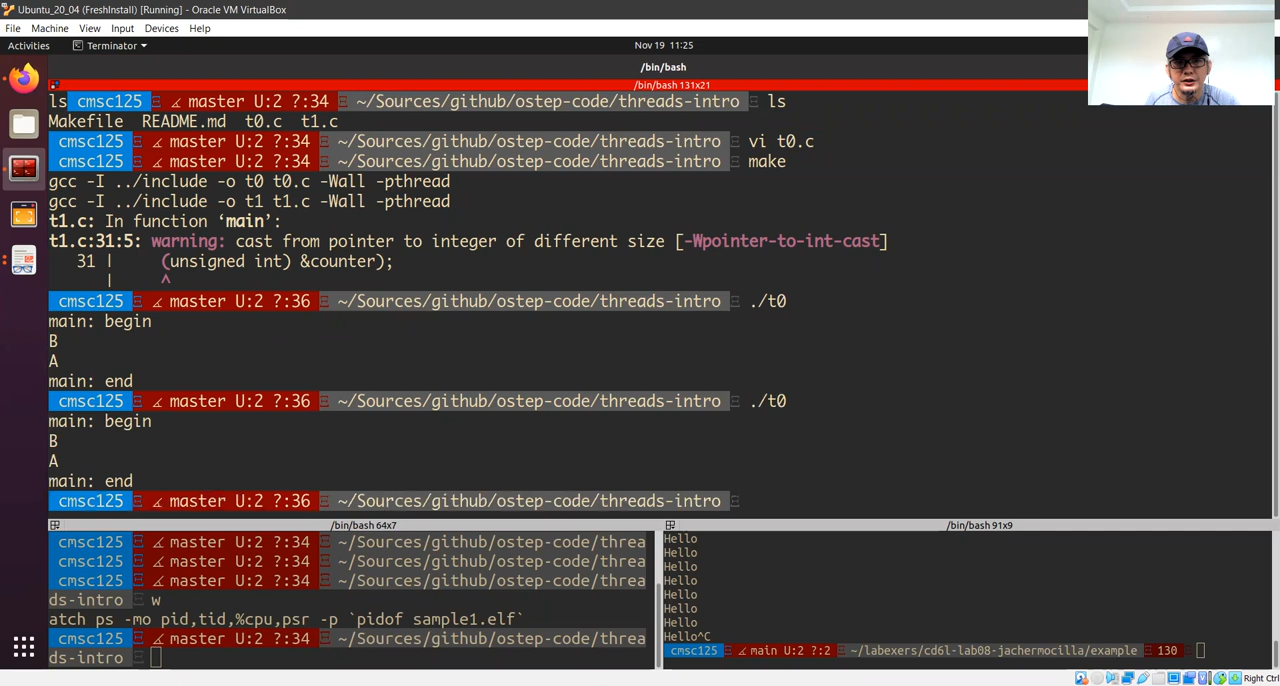 Ubuntu_20_04 (FreshInstall) [Running] - Oracle VM VirtualBox
File Machine View Input Devices Help
Activities Terminator Nov 19 11:25
/bin/bash
/bin/bash 131x21
ls cmsc125 master U:2 ?:34 ~/Sources/github/ostep-code/threads-intro ls
Makefile README.md t0.c t1.c
cmsc125 master U:2 ?:34 ~/Sources/github/ostep-code/threads-intro vi t0.c
cmsc125 master U:2 ?:34 ~/Sources/github/ostep-code/threads-intro make
gcc -I ../include -o t0 t0.c -Wall -pthread
gcc -I ../include -o t1 t1.c -Wall -pthread
t1.c: In function ‘main’:
t1.c:31:5: warning: cast from pointer to integer of different size [-Wpointer-to-int-cast]
31 | (unsigned int) &counter);
| ^
cmsc125 master U:2 ?:36 ~/Sources/github/ostep-code/threads-intro ./t0
main: begin
B
A
main: end
cmsc125 master U:2 ?:36 ~/Sources/github/ostep-code/threads-intro ./t0
main: begin
B
A
main: end
cmsc125 master U:2 ?:36 ~/Sources/github/ostep-code/threads-intro
/bin/bash 64x7
cmsc125 master U:2 ?:34 ~/Sources/github/ostep-code/threa
cmsc125 master U:2 ?:34 ~/Sources/github/ostep-code/threa
cmsc125 master U:2 ?:34 ~/Sources/github/ostep-code/threa
ds-intro w
atch ps -mo pid,tid,%cpu,psr -p `pidof sample1.elf`
cmsc125 master U:2 ?:34 ~/Sources/github/ostep-code/threa
ds-intro
/bin/bash 91x9
Hello
Hello
Hello
Hello
Hello
Hello
Hello
Hello^C
cmsc125 main U:2 ?:2 ~/labexers/cd6l-lab08-jachermocilla/example 130
Right Ctrl